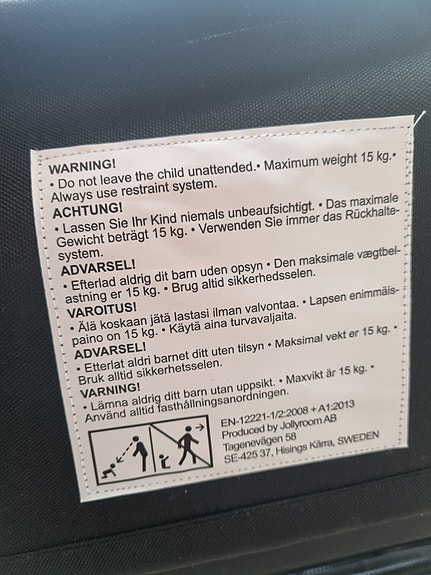 WARNING!
• Do not leave the child unattended.• Maximum weight 15 kg.•
Always use restraint system.
ACHTUNG!
• Lassen Sie Ihr Kind niemals unbeaufsichtigt. • Das maximale
Gewicht beträgt 15 kg. • Verwenden Sie immer das Rückhalte-
system.
ADVARSEL!
• Efterlad aldrig dit barn uden opsyn • Den maksimale vægtbel-
astning er 15 kg. • Brug altid sikkerhedsselen.
VAROITUS!
• Älä koskaan jätä lastasi ilman valvontaa. • Lapsen enimmäis-
paino on 15 kg. • Käytä aina turvavaljaita.
ADVARSEL!
• Etterlat aldri barnet ditt uten tilsyn • Maksimal vekt er 15 kg. •
Bruk alltid sikkerhetsselen.
VARNING!
• Lämna aldrig ditt barn utan uppsikt. • Maxvikt är 15 kg. •
Använd alltid fasthållningsanordningen.
EN-12221-1/2:2008 + A1:2013
Produced by Jollyroom AB
Tagenevägen 58
SE-425 37, Hisings Kärra, SWEDEN